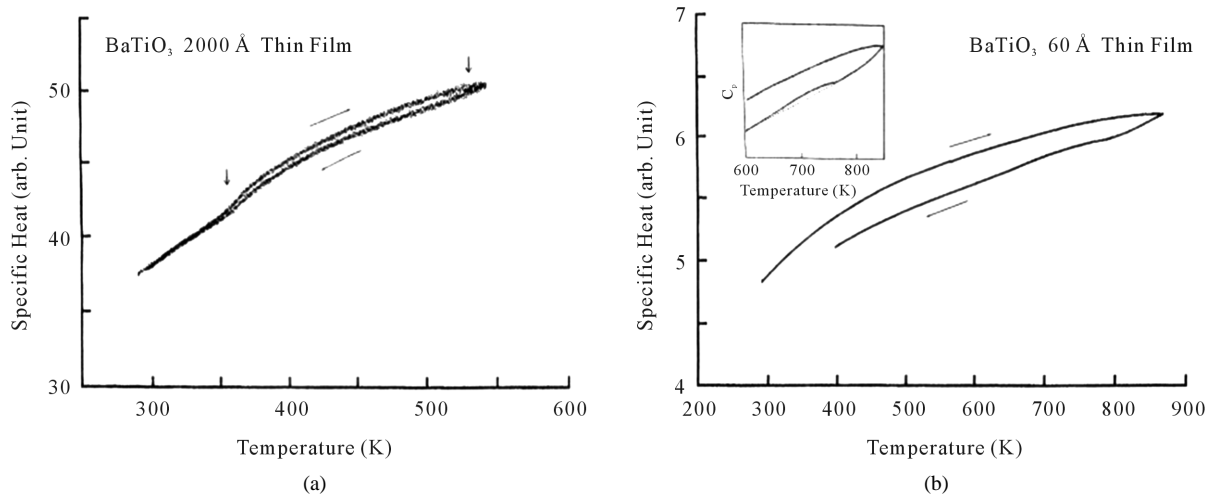 BaTiO₃ 2000 Å Thin Film
Specific Heat (arb. Unit)
50
40
30
300
400
500
600
Temperature (K)
(a)
BaTiO₃ 60 Å Thin Film
Specific Heat (arb. Unit)
7
6
5
4
200
300
400
500
600
700
800
900
Temperature (K)
(b)
Cₚ
600
700
800
Temperature (K)